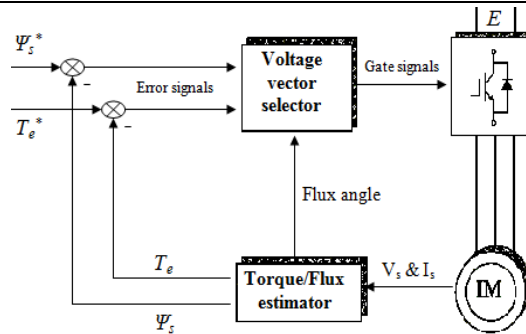 E
Ψs*
Voltage
vector
selector
Gate signals
Error signals
Te*
Flux angle
Te
Torque/Flux
estimator
Vs & Is
IM
Ψs